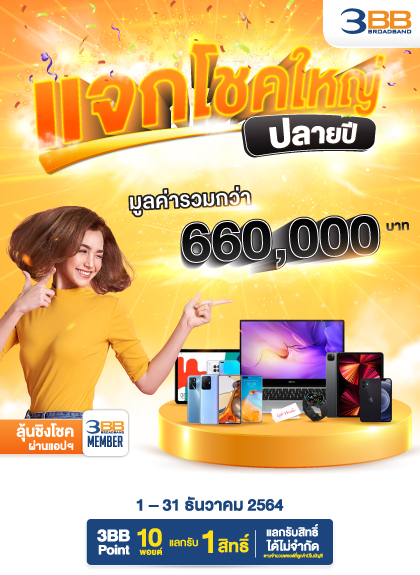 3BB
BROADBAND
แจกโชคใหญ่
ปลายปี
มูลค่ารวมกว่า
660,000 บาท
ลุ้นชิงโชค
ผ่านแอปฯ
3BB
BROADBAND
MEMBER
1 – 31 ธันวาคม 2564
3BB Point 10 พอยต์ แลกรับ 1 สิทธิ์
แลกรับสิทธิ์
ได้ไม่จำกัด